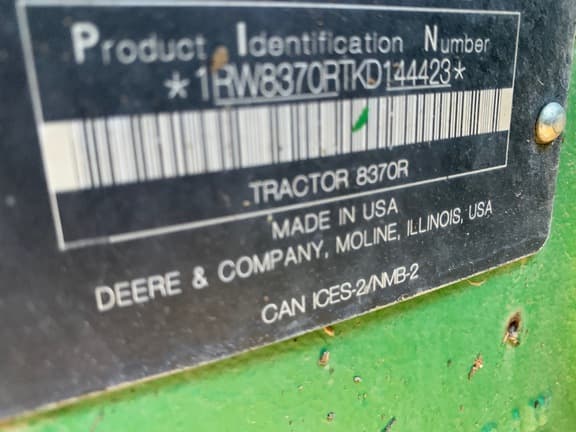 Product Identification Number
*1RW8370RTKD144423*
TRACTOR 8370R
MADE IN USA
DEERE & COMPANY, MOLINE, ILLINOIS, USA
CAN ICES-2/NMB-2